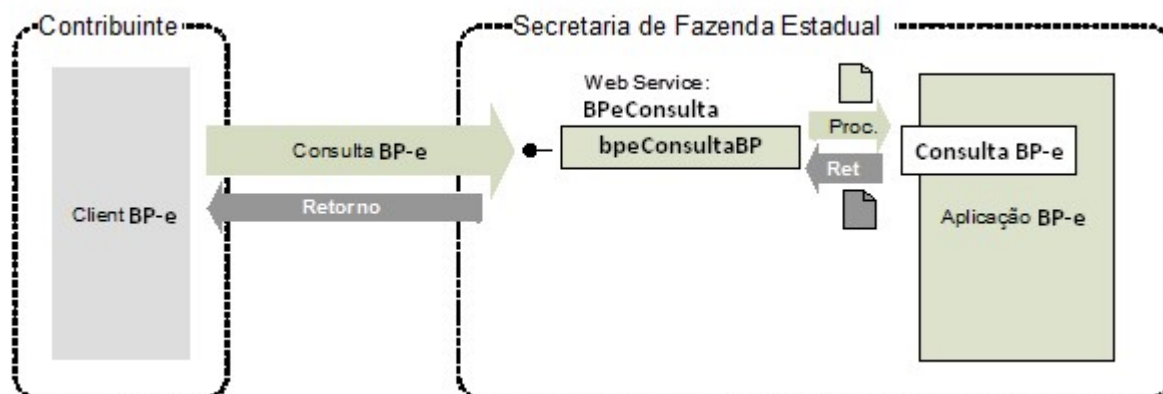 Contribuinte
Secretaria de Fazenda Estadual
Web Service:
BPeConsulta
bpeConsultaBP
Proc.
Ret
Consulta BP-e
Consulta BP-e
Retorno
Client BP-e
Aplicação BP-e